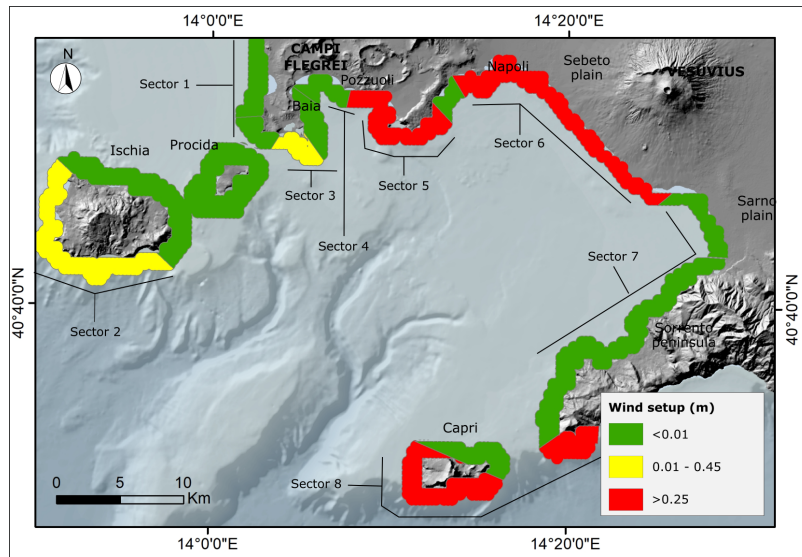 14°0'0"E
14°20'0"E
N
CAMPI
FLEGREI
Pozzuoli
Napoli
Sebeto
plain
VESUVIUS
Sector 1
Baia
Procida
Ischia
Sector 6
Sector 5
Sector 3
Sector 4
Sarno
plain
Sector 7
40°40'0"N
40°40'0"N
Sector 2
Sorrento
peninsula
Capri
Sector 8
Wind setup (m)
<0.01
0.01 - 0.45
>0.25
0 5 10
Km
14°0'0"E
14°20'0"E